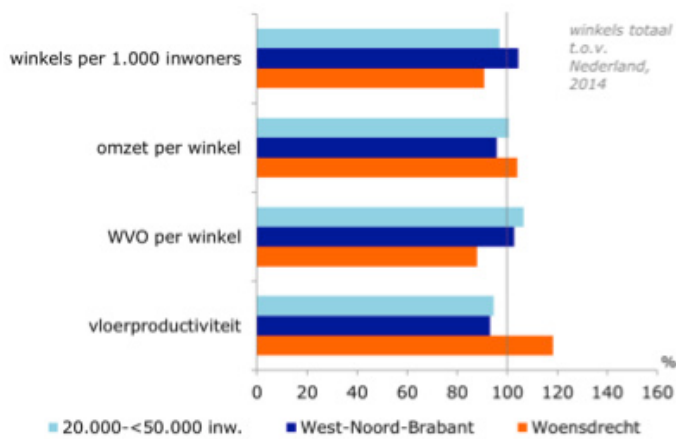 winkels totaal
t.o.v.
Nederland,
2014
winkels per 1.000 inwoners
omzet per winkel
WVO per winkel
vloerproductiviteit
%
0 20 40 60 80 100 120 140 160
20.000-<50.000 inw. West-Noord-Brabant Woensdrecht